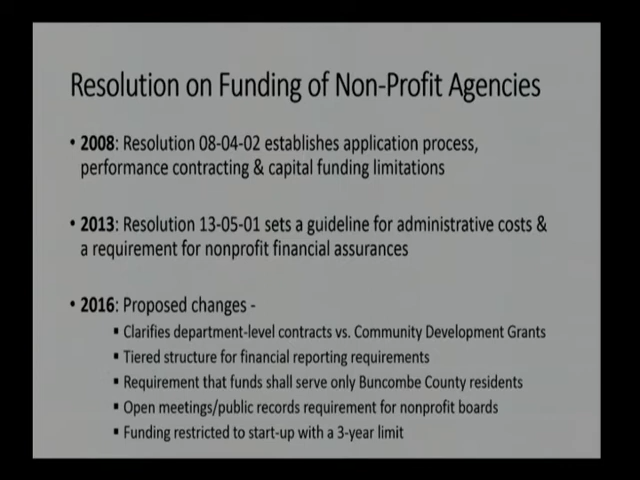 Resolution on Funding of Non-Profit Agencies
• 2008: Resolution 08-04-02 establishes application process,
performance contracting & capital funding limitations
• 2013: Resolution 13-05-01 sets a guideline for administrative costs &
a requirement for nonprofit financial assurances
• 2016: Proposed changes -
▪ Clarifies department-level contracts vs. Community Development Grants
▪ Tiered structure for financial reporting requirements
▪ Requirement that funds shall serve only Buncombe County residents
▪ Open meetings/public records requirement for nonprofit boards
▪ Funding restricted to start-up with a 3-year limit